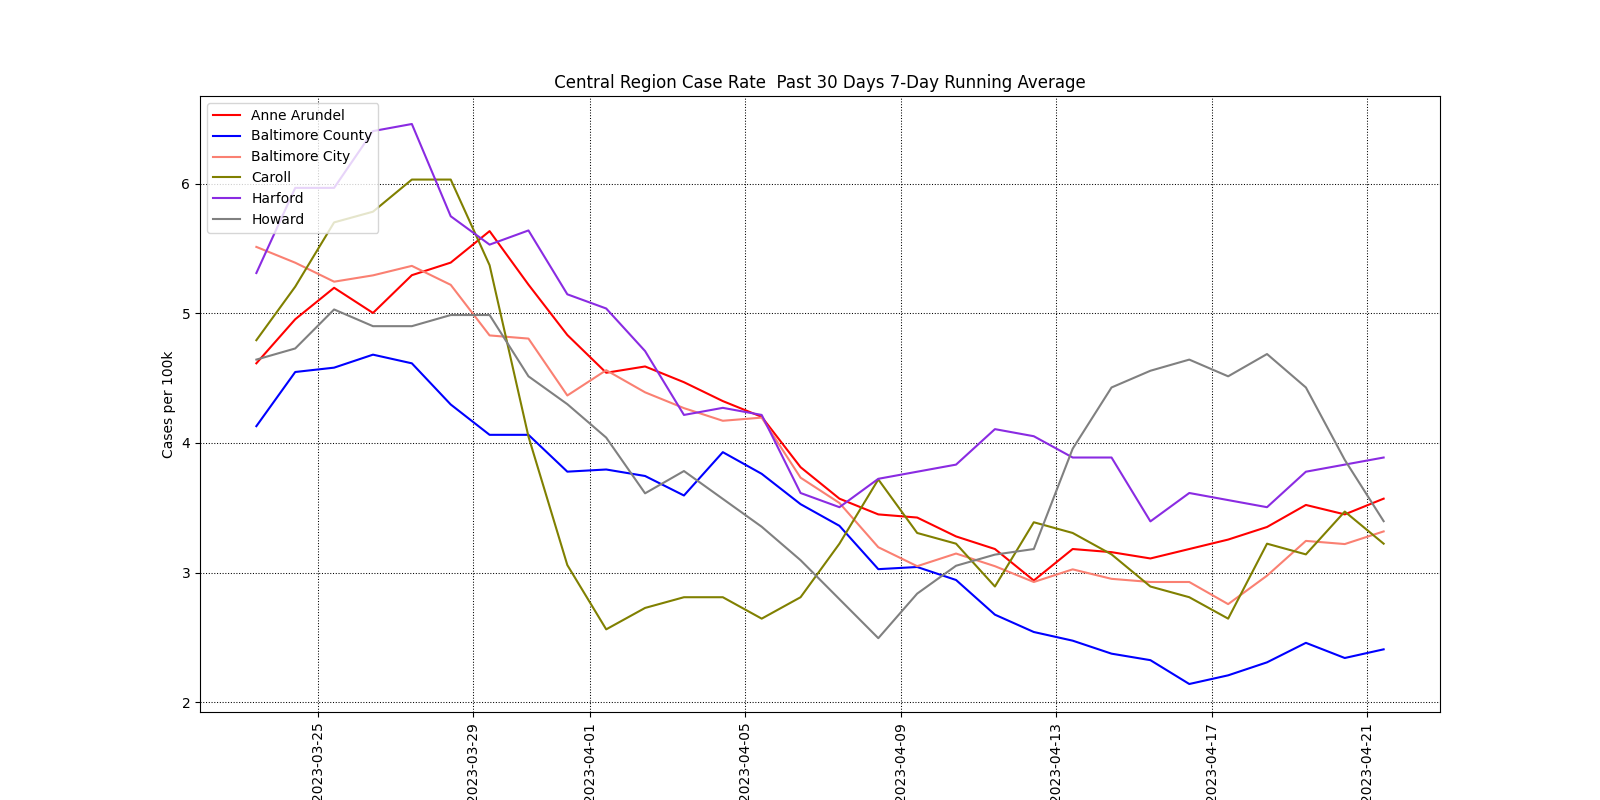 Central Region Case Rate  Past 30 Days 7-Day Running Average
Anne Arundel
Baltimore County
Baltimore City
Caroll
Harford
Howard
Cases per 100k
6
5
4
3
2
2023-03-25
2023-03-29
2023-04-01
2023-04-05
2023-04-09
2023-04-13
2023-04-17
2023-04-21